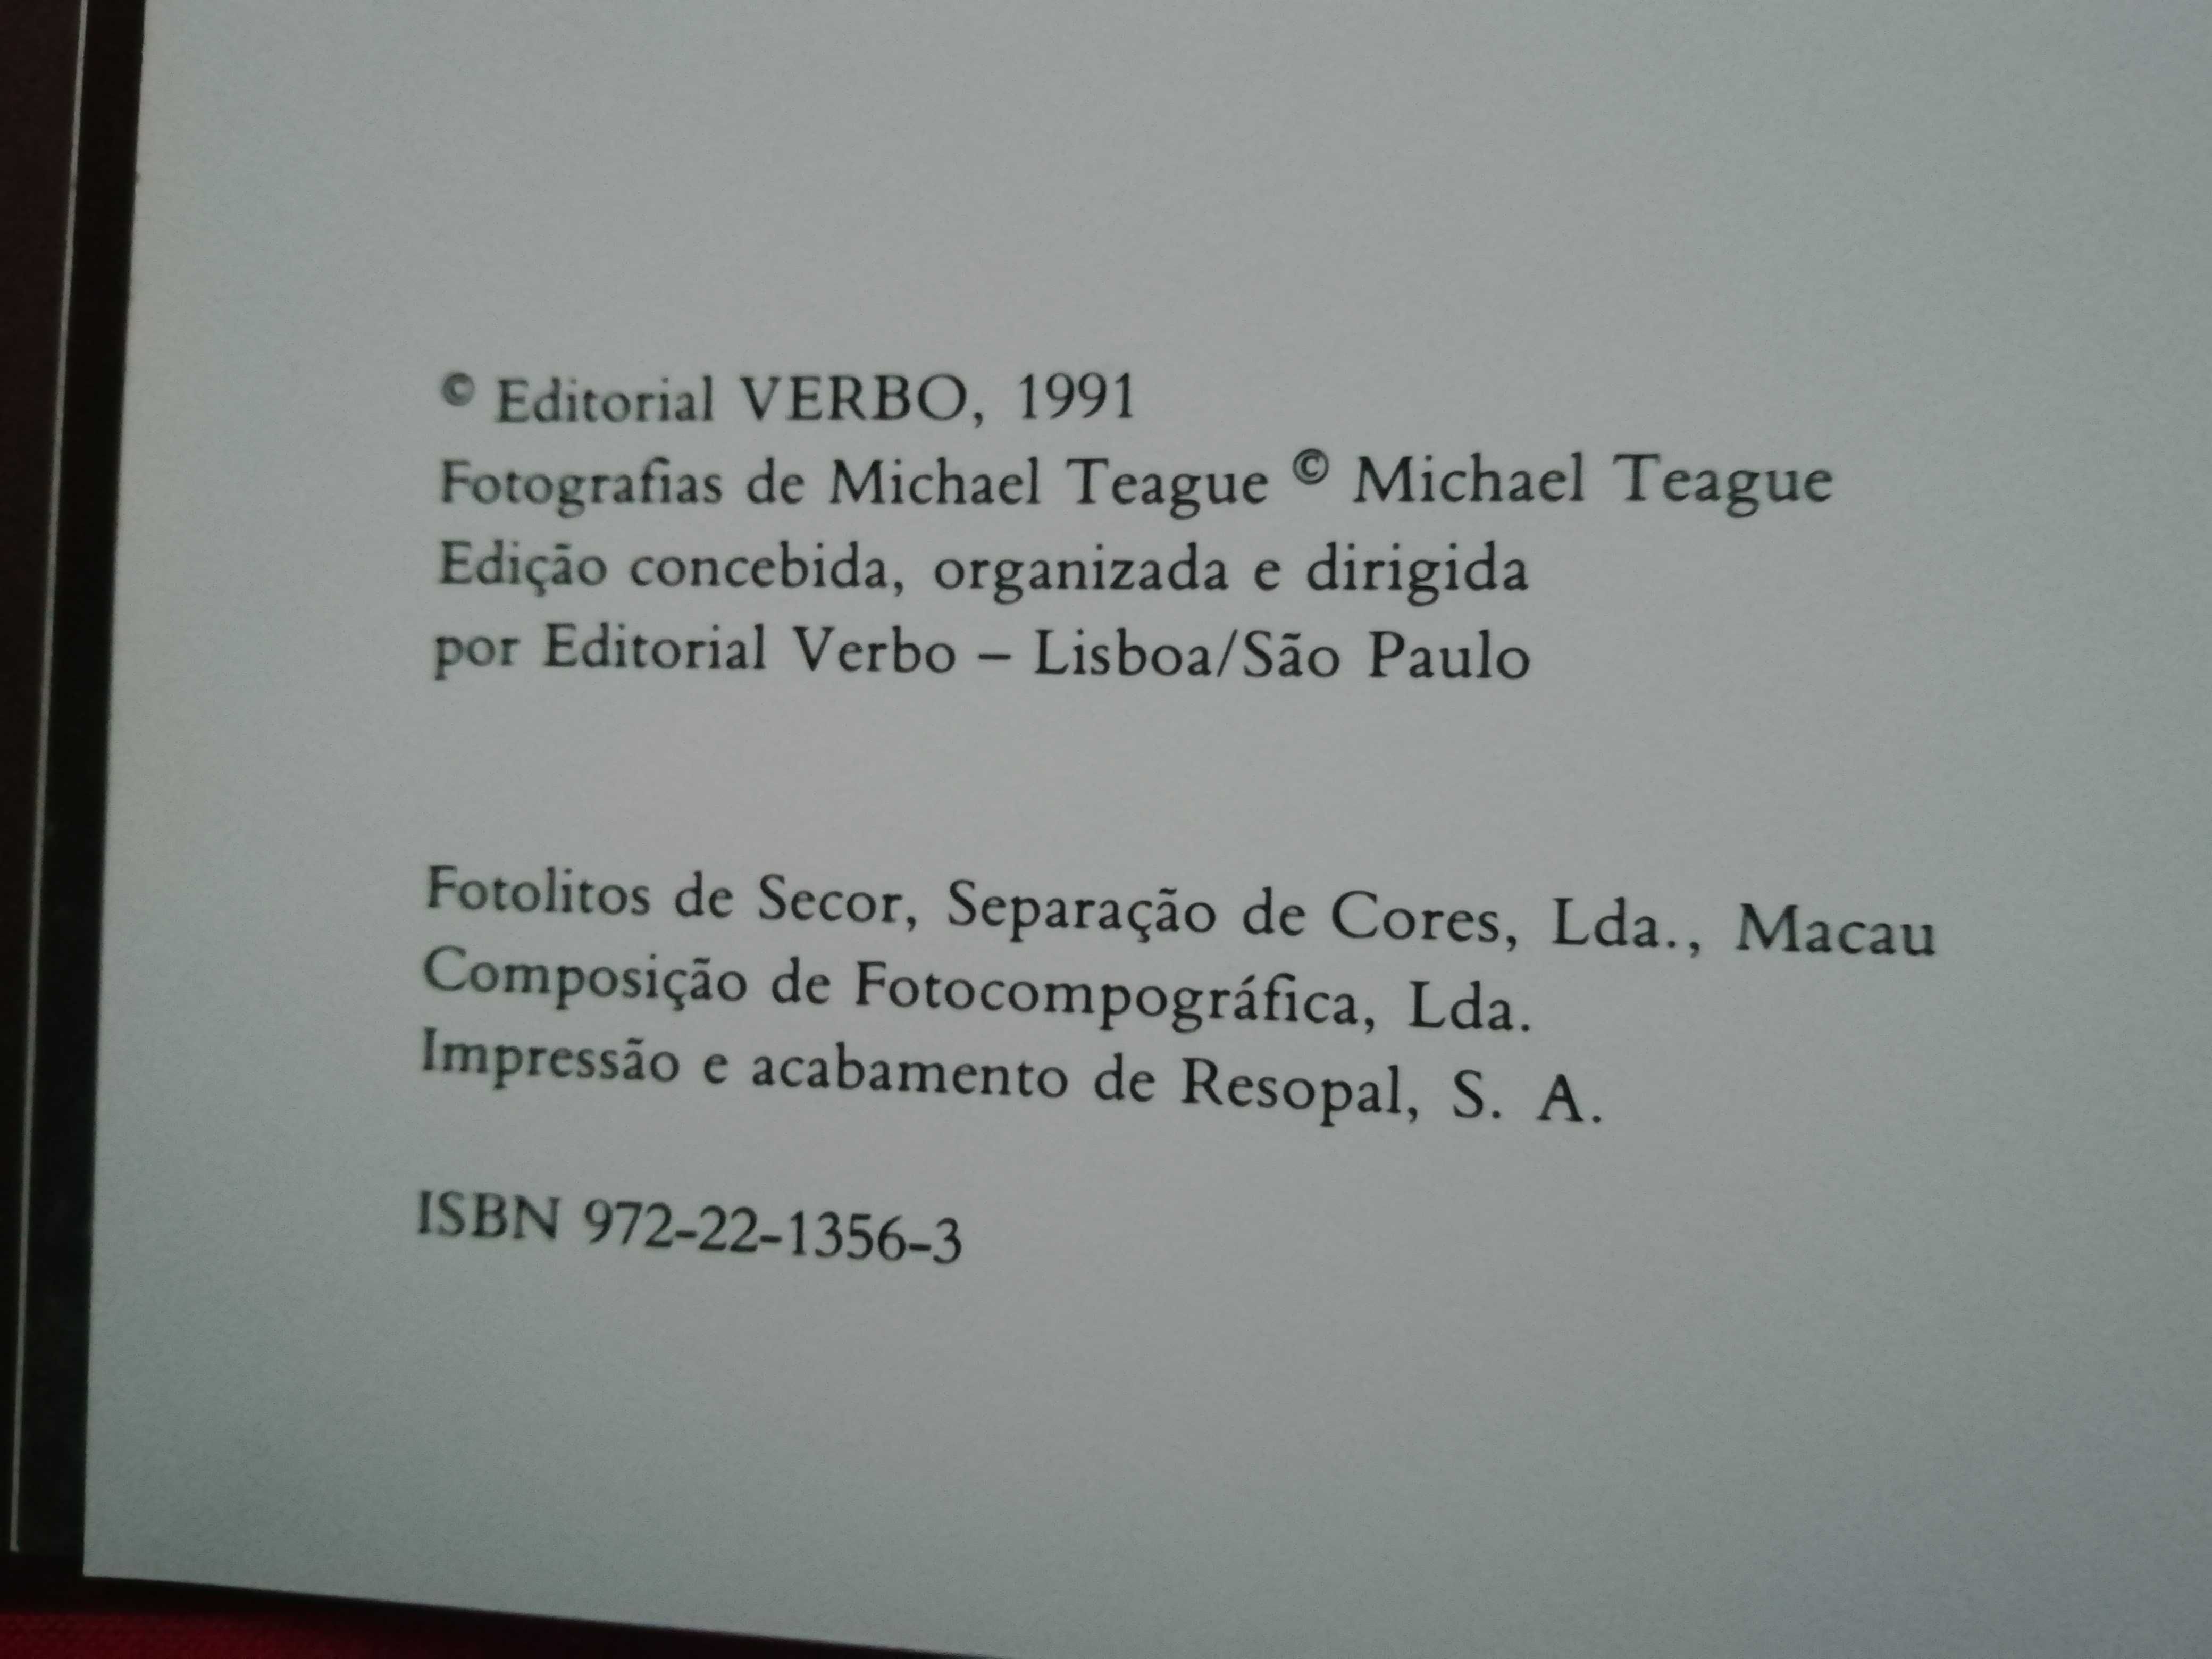 © Editorial VERBO, 1991
Fotografias de Michael Teague © Michael Teague
Edição concebida, organizada e dirigida
por Editorial Verbo – Lisboa/São Paulo
Fotolitos de Secor, Separação de Cores, Lda., Macau
Composição de Fotocompográfica, Lda.
Impressão e acabamento de Resopal, S. A.
ISBN 972-22-1356-3